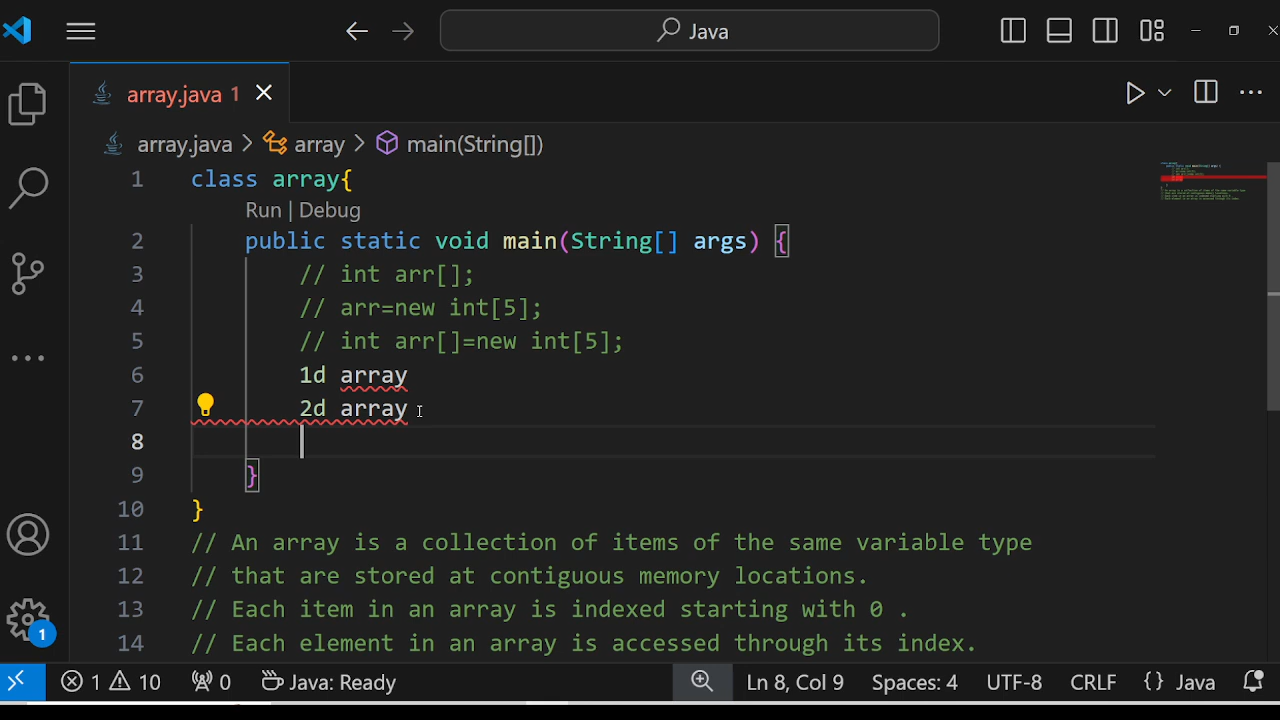 Java
array.java 1
array.java > array > main(String[])
1 class array{
Run | Debug
2 public static void main(String[] args) {
3 // int arr[];
4 // arr=new int[5];
5 // int arr[]=new int[5];
6 1d array
7 2d array
8
9 }
10 }
11 // An array is a collection of items of the same variable type
12 // that are stored at contiguous memory locations.
13 // Each item in an array is indexed starting with 0 .
14 // Each element in an array is accessed through its index.
1
1 10 0 Java: Ready Ln 8, Col 9 Spaces: 4 UTF-8 CRLF {} Java